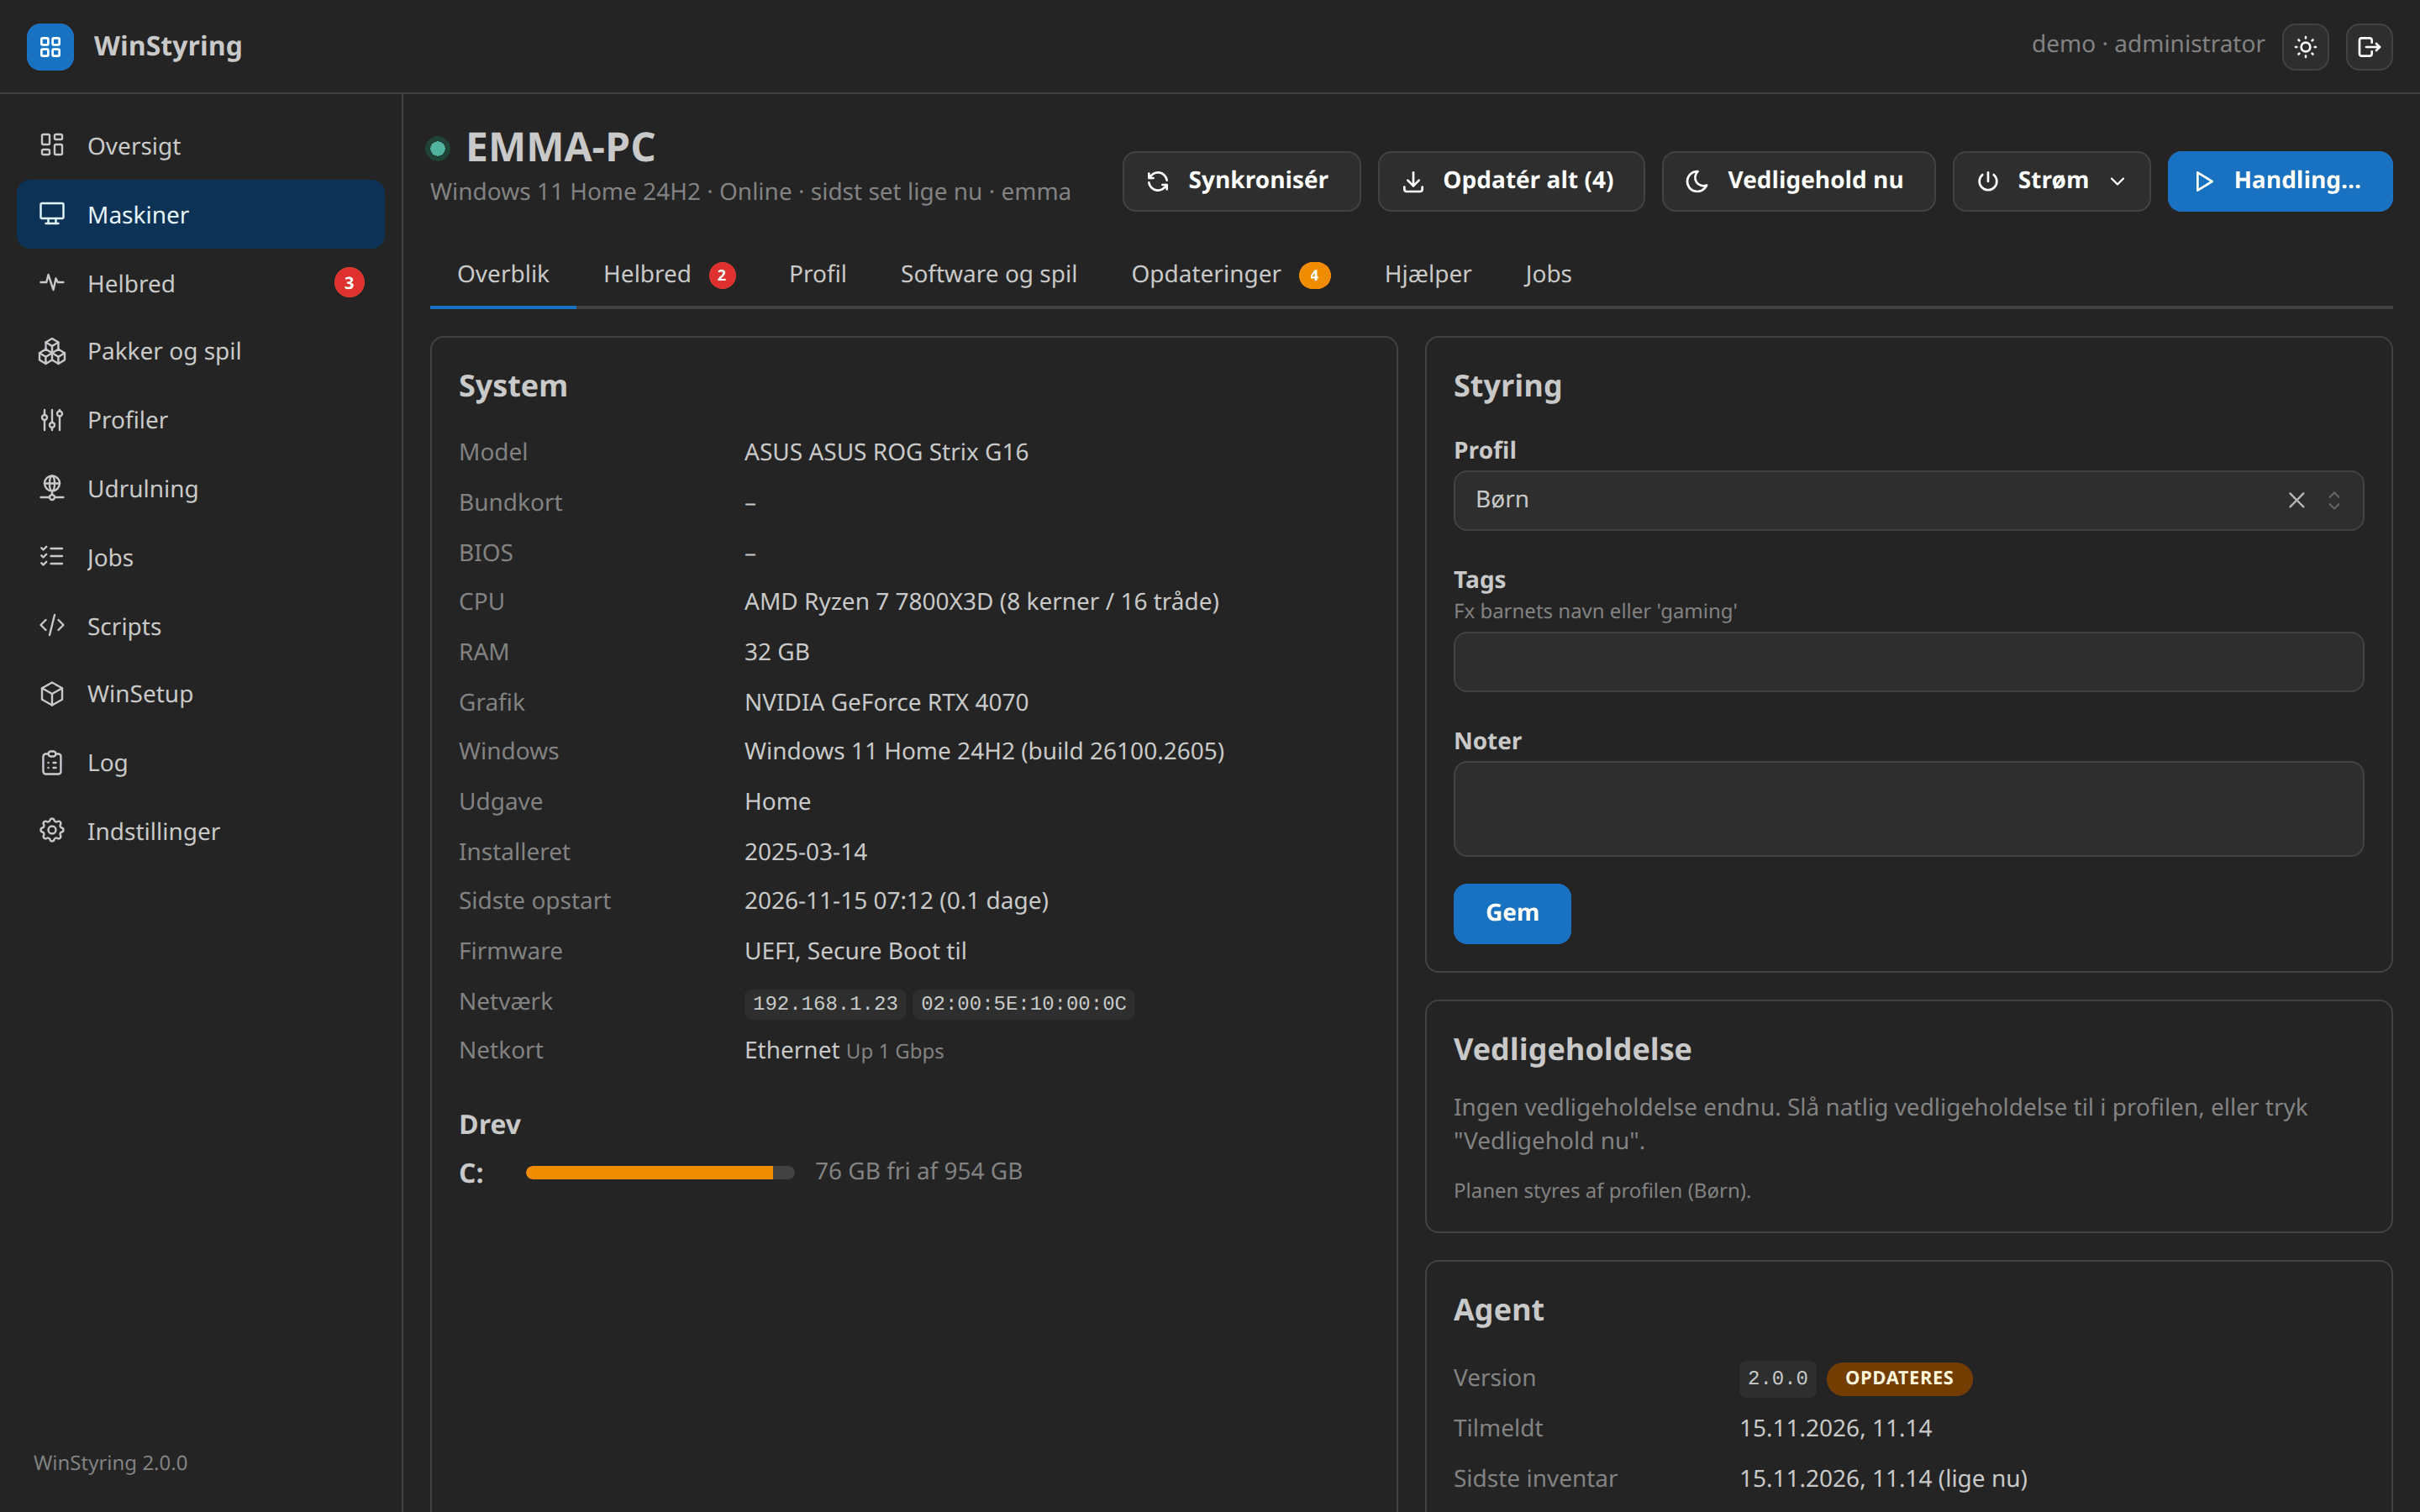 WinStyring
demo · administrator
Oversigt
Maskiner
Helbred 3
Pakker og spil
Profiler
Udrulning
Jobs
Scripts
WinSetup
Log
Indstillinger
WinStyring 2.0.0
EMMA-PC
Windows 11 Home 24H2 · Online · sidst set lige nu · emma
Synkronisér Opdatér alt (4) Vedligehold nu Strøm Handling...
Overblik Helbred 2 Profil Software og spil Opdateringer 4 Hjælper Jobs
System
Model ASUS ASUS ROG Strix G16
Bundkort –
BIOS –
CPU AMD Ryzen 7 7800X3D (8 kerner / 16 tråde)
RAM 32 GB
Grafik NVIDIA GeForce RTX 4070
Windows Windows 11 Home 24H2 (build 26100.2605)
Udgave Home
Installeret 2025-03-14
Sidste opstart 2026-11-15 07:12 (0.1 dage)
Firmware UEFI, Secure Boot til
Netværk 192.168.1.23 02:00:5E:10:00:0C
Netkort Ethernet Up 1 Gbps
Drev
C: 76 GB fri af 954 GB
Styring
Profil
Børn
Tags
Fx barnets navn eller 'gaming'
Noter
Gem
Vedligeholdelse
Ingen vedligeholdelse endnu. Slå natlig vedligeholdelse til i profilen, eller tryk
"Vedligehold nu".
Planen styres af profilen (Børn).
Agent
Version 2.0.0 OPDATERES
Tilmeldt 15.11.2026, 11.14
Sidste inventar 15.11.2026, 11.14 (lige nu)